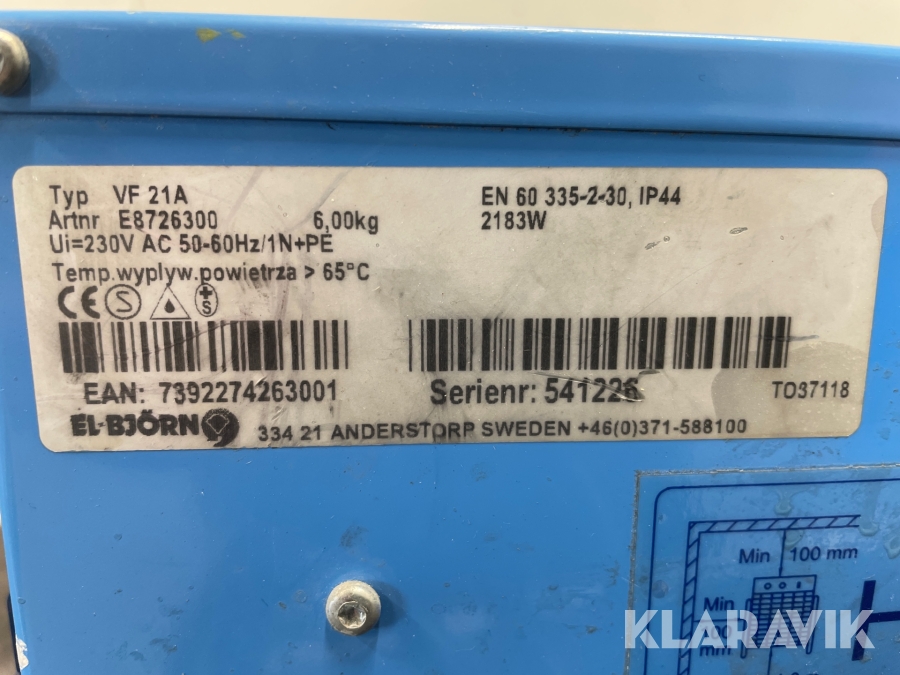 Typ VF 21A
EN 60 335-2-30, IP44
Artnr E8726300 6,00kg
2183W
Ui=230V AC 50-60Hz/1N+PE
Temp.wyplyw.powietrza > 65°C
CE S S
EAN: 7392274263001
Serienr: 541226
TO37118
EL-BJÖRN
334 21 ANDERSTORP SWEDEN +46(0)371-588100
Min 100 mm
Min
mm
KLARAVIK